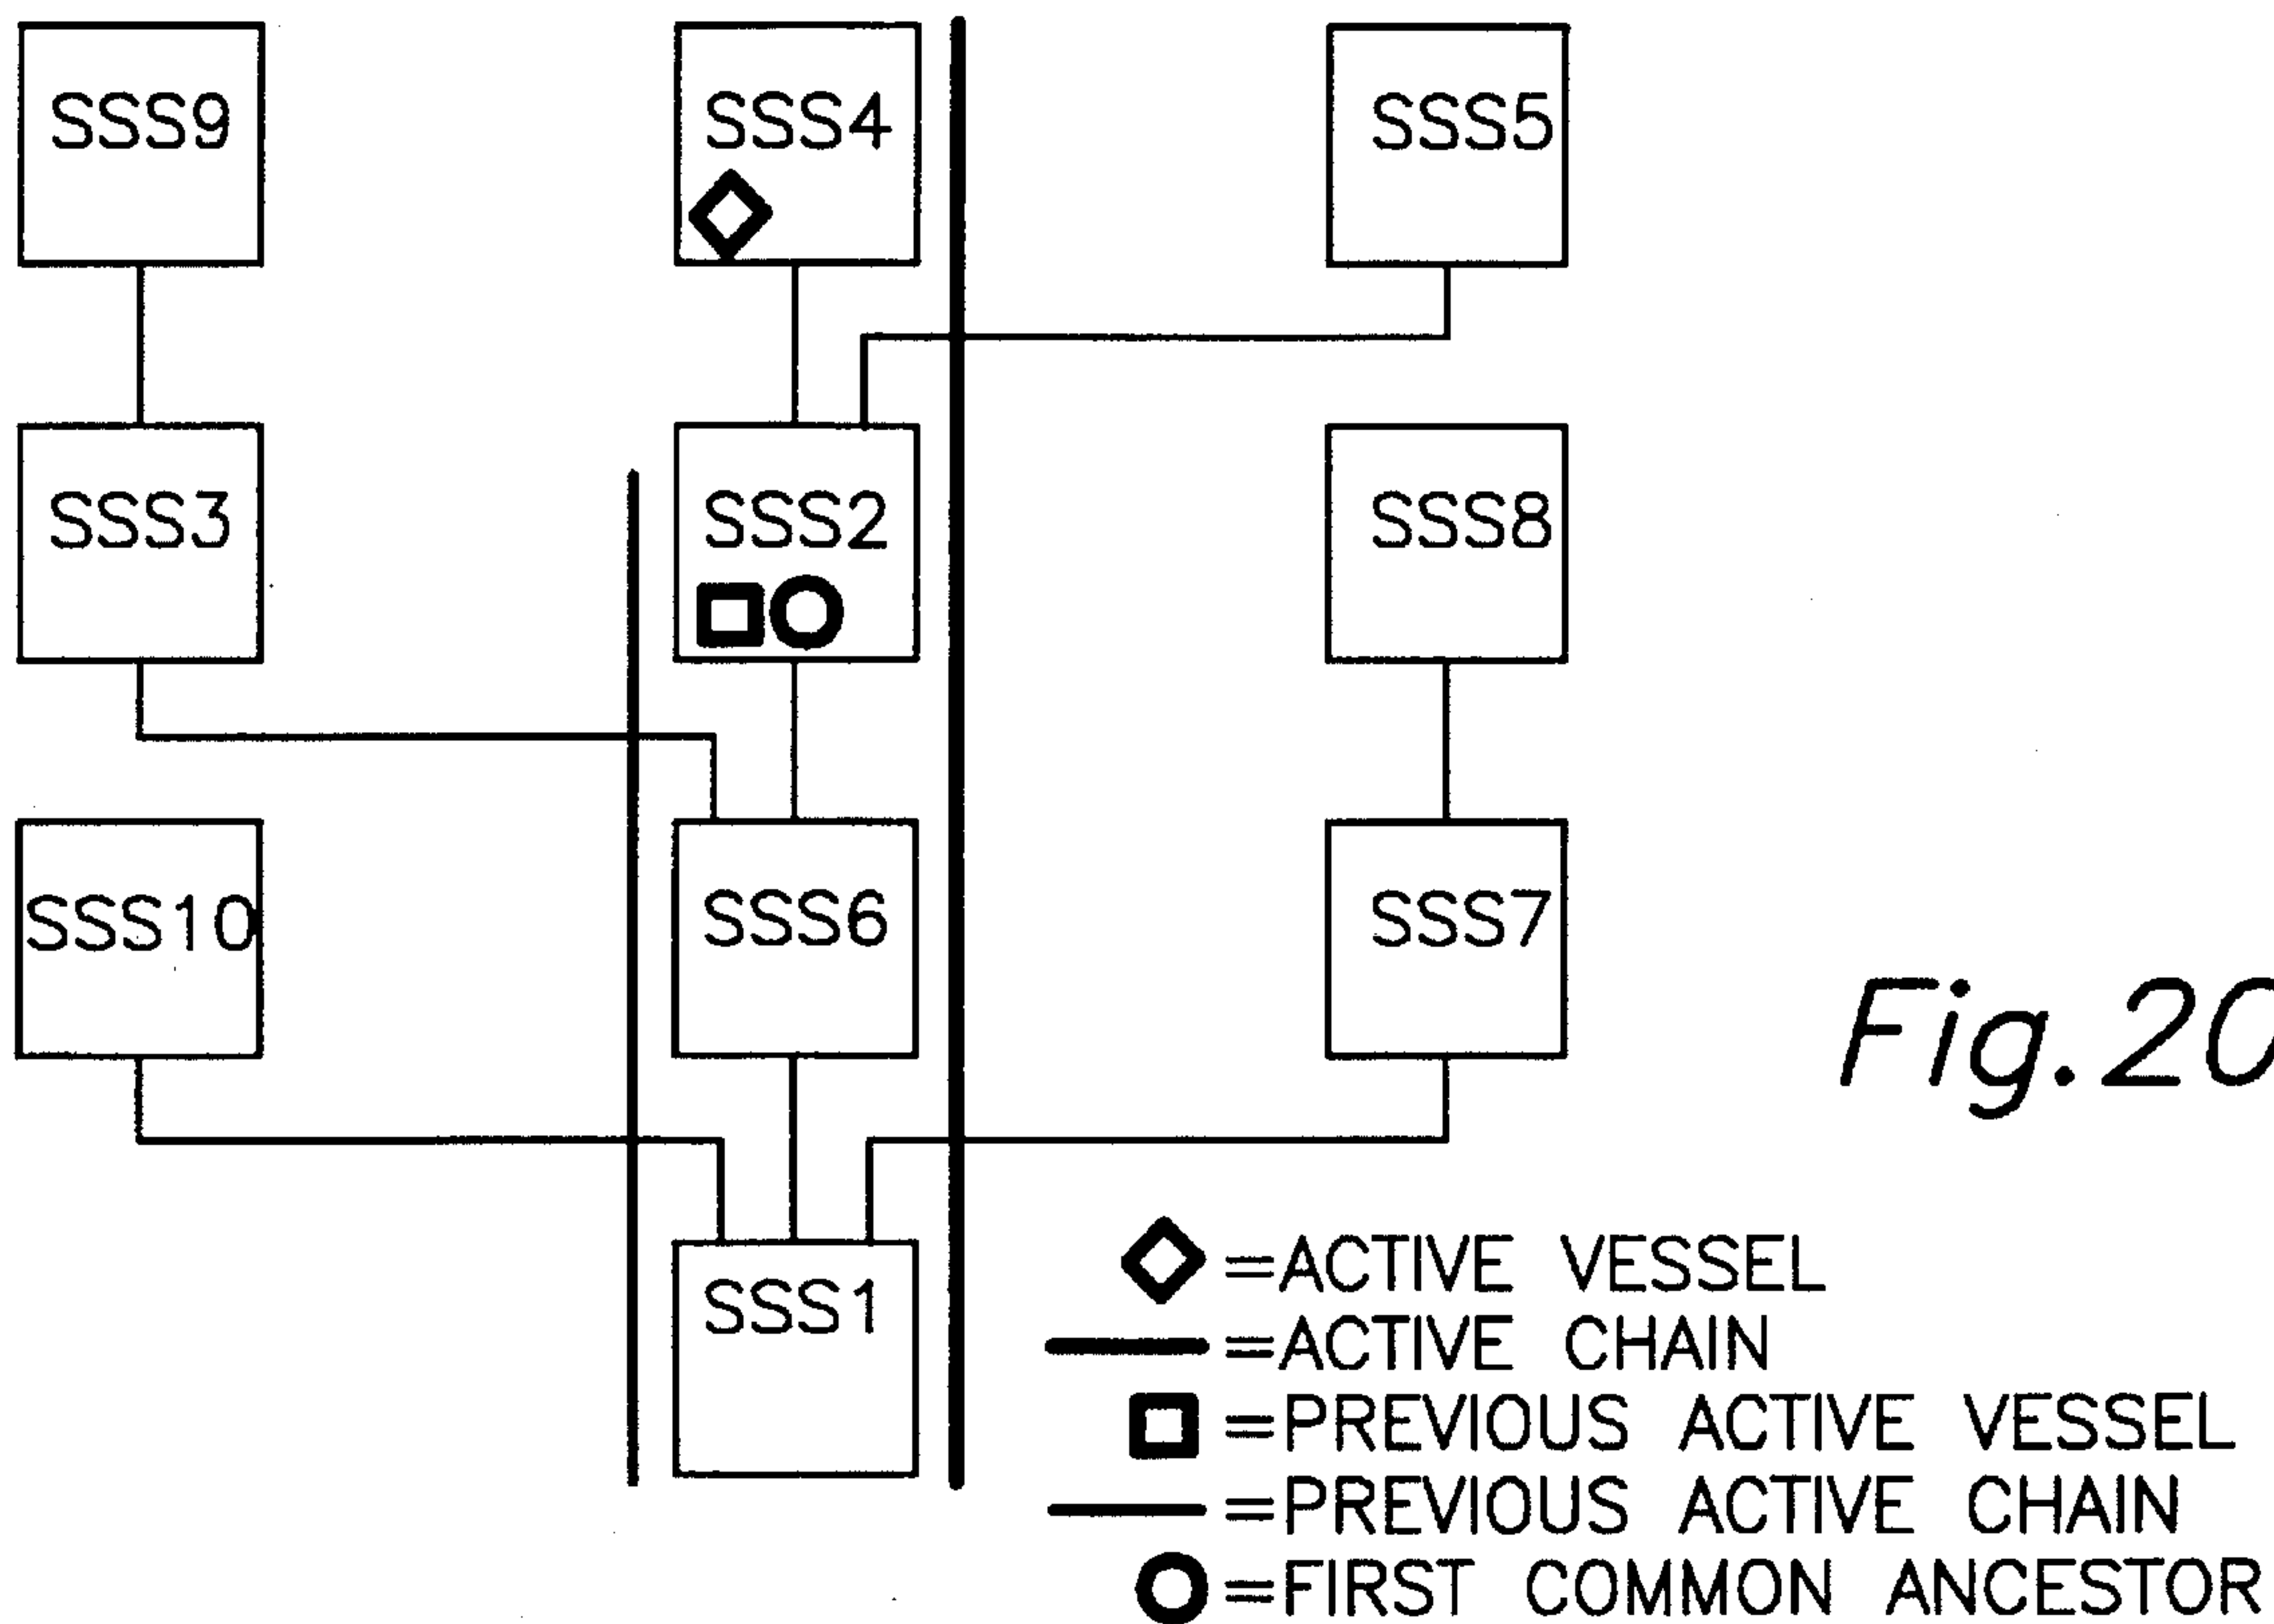 SSS9
SSS4
SSS5
SSS3
SSS2
SSS8
SSS10
SSS6
SSS7
Fig.20
SSS1
=ACTIVE VESSEL
=ACTIVE CHAIN
=PREVIOUS ACTIVE VESSEL
=PREVIOUS ACTIVE CHAIN
=FIRST COMMON ANCESTOR